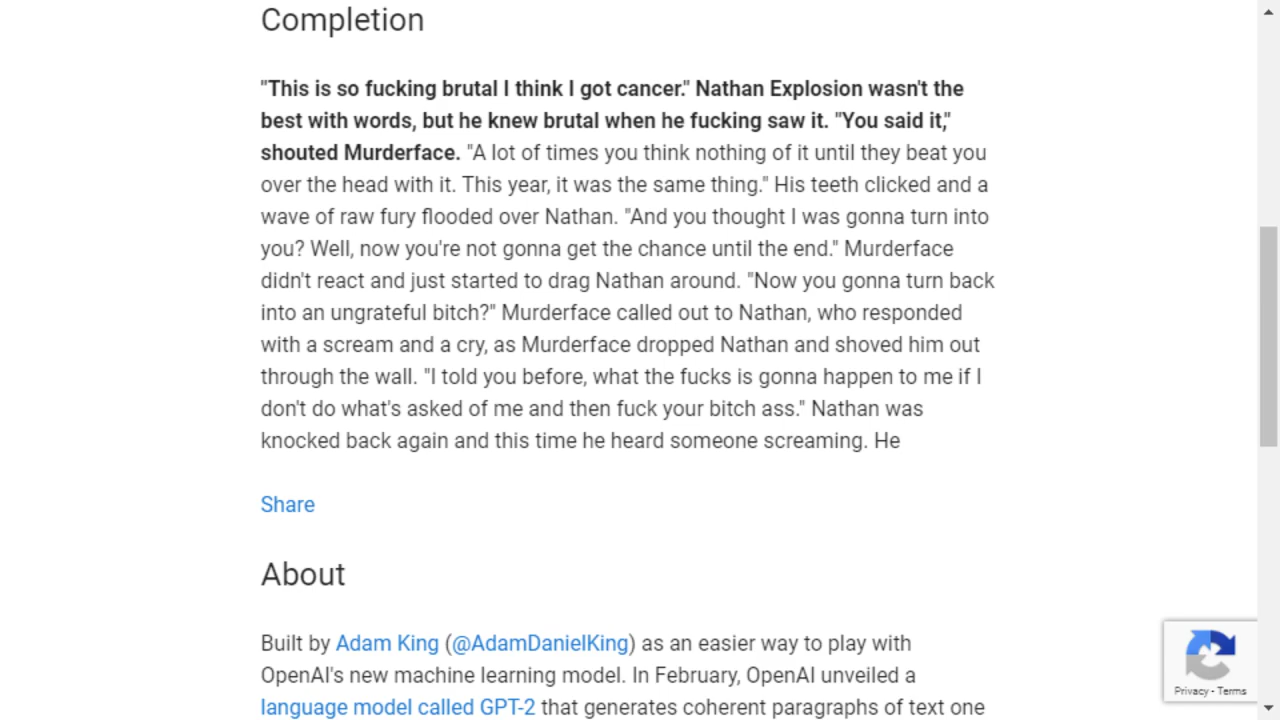 Completion
"This is so fucking brutal I think I got cancer." Nathan Explosion wasn't the
best with words, but he knew brutal when he fucking saw it. "You said it,"
shouted Murderface. "A lot of times you think nothing of it until they beat you
over the head with it. This year, it was the same thing." His teeth clicked and a
wave of raw fury flooded over Nathan. "And you thought I was gonna turn into
you? Well, now you're not gonna get the chance until the end." Murderface
didn't react and just started to drag Nathan around. "Now you gonna turn back
into an ungrateful bitch?" Murderface called out to Nathan, who responded
with a scream and a cry, as Murderface dropped Nathan and shoved him out
through the wall. "I told you before, what the fucks is gonna happen to me if I
don't do what's asked of me and then fuck your bitch ass." Nathan was
knocked back again and this time he heard someone screaming. He
Share
About
Built by Adam King (@AdamDanielKing) as an easier way to play with
OpenAI's new machine learning model. In February, OpenAI unveiled a
language model called GPT-2 that generates coherent paragraphs of text one
Privacy - Terms